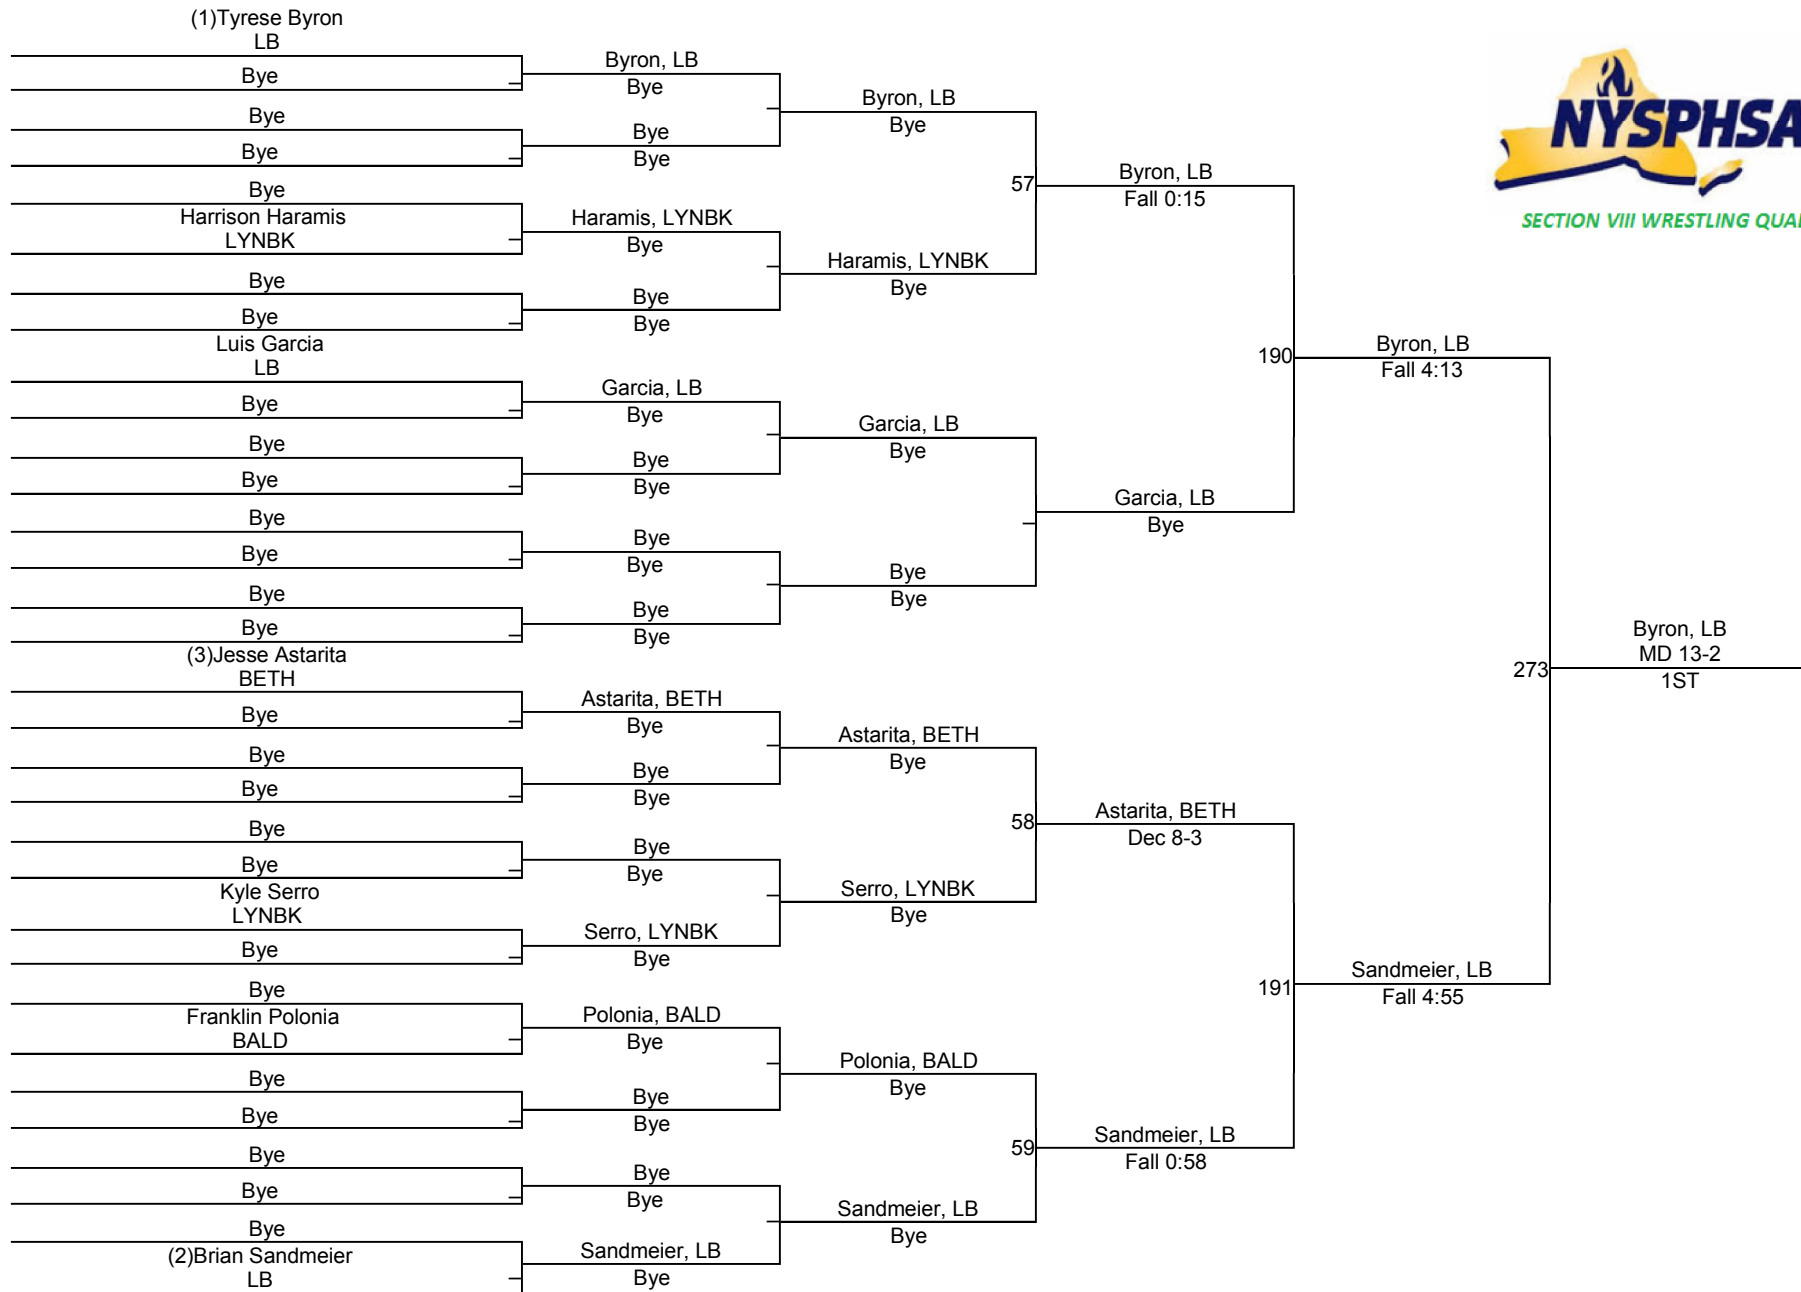 (1)Tyrese Byron
LB
Bye
Bye
Bye
Bye
Harrison Haramis
LYNBK
Bye
Bye
Luis Garcia
LB
Bye
Bye
Bye
Bye
Bye
Bye
Bye
(3)Jesse Astarita
BETH
Bye
Bye
Bye
Bye
Bye
Kyle Serro
LYNBK
Bye
Bye
Franklin Polonia
BALD
Bye
Bye
Bye
Bye
Bye
(2)Brian Sandmeier
LB
Byron, LB
Bye
Bye
Bye
Haramis, LYNBK
Bye
Bye
Bye
Garcia, LB
Bye
Bye
Bye
Bye
Bye
Bye
Bye
Astarita, BETH
Bye
Bye
Bye
Bye
Bye
Serro, LYNBK
Bye
Polonia, BALD
Bye
Bye
Bye
Bye
Bye
Sandmeier, LB
Bye
Byron, LB
Bye
Haramis, LYNBK
Bye
Garcia, LB
Bye
Bye
Bye
Astarita, BETH
Bye
Serro, LYNBK
Bye
Polonia, BALD
Bye
Sandmeier, LB
Bye
57
58
59
Byron, LB
Fall 0:15
Garcia, LB
Bye
Astarita, BETH
Dec 8-3
Sandmeier, LB
Fall 0:58
190
191
Byron, LB
Fall 4:13
Sandmeier, LB
Fall 4:55
273
Byron, LB
MD 13-2
1ST
NYSPHSA
SECTION VIII WRESTLING QUA